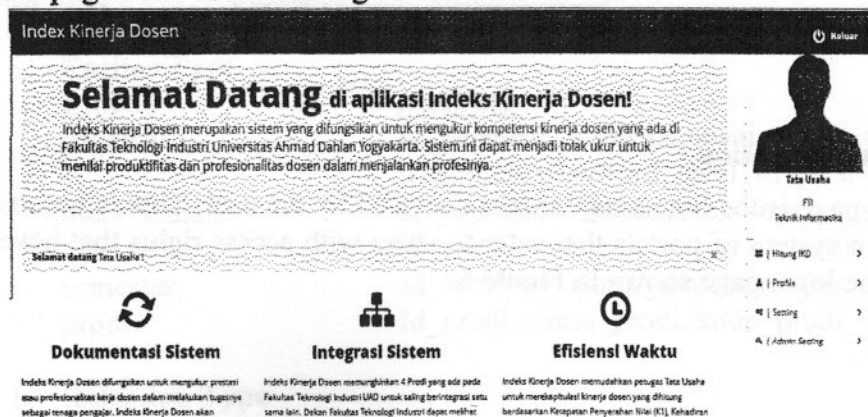 Index Kinerja Dosen
Keluar
Selamat Datang di aplikasi Indeks Kinerja Dosen!
Indeks Kinerja Dosen merupakan sistem yang difungsikan untuk mengukur kompetensi kinerja dosen yang ada di
Fakultas Teknologi Industri Universitas Ahmad Dahlan Yogyakarta. Sistem ini dapat menjadi tolak ukur untuk
menilai produktifitas dan profesionalitas dosen dalam menjalankan profesinya.
Tata Usaha
FTI
Teknik Informatika
Selamat datang Tata Usaha !
x
| Hitung IKD >
| Profile >
| Setting >
| Admin Setting >
Dokumentasi Sistem
Indeks Kinerja Dosen difungsikan untuk mengukur prestasi
atau profesionalitas kerja dosen dalam melakukan tugasnya
sebagai tenaga pengajar. Indeks Kinerja Dosen akan
Integrasi Sistem
Indeks Kinerja Dosen memungkinkan 4 Prodi yang ada pada
Fakultas Teknologi Industri UAD untuk saling berintegrasi satu
sama lain. Dekan Fakultas Teknologi Industri dapat melihat
Efisiensi Waktu
Indeks Kinerja Dosen memudahkan petugas Tata Usaha
untuk merekapitulasi kinerja dosen yang dihitung
berdasarkan Ketepatan Penyerahan Nilai (K1), Kehadiran